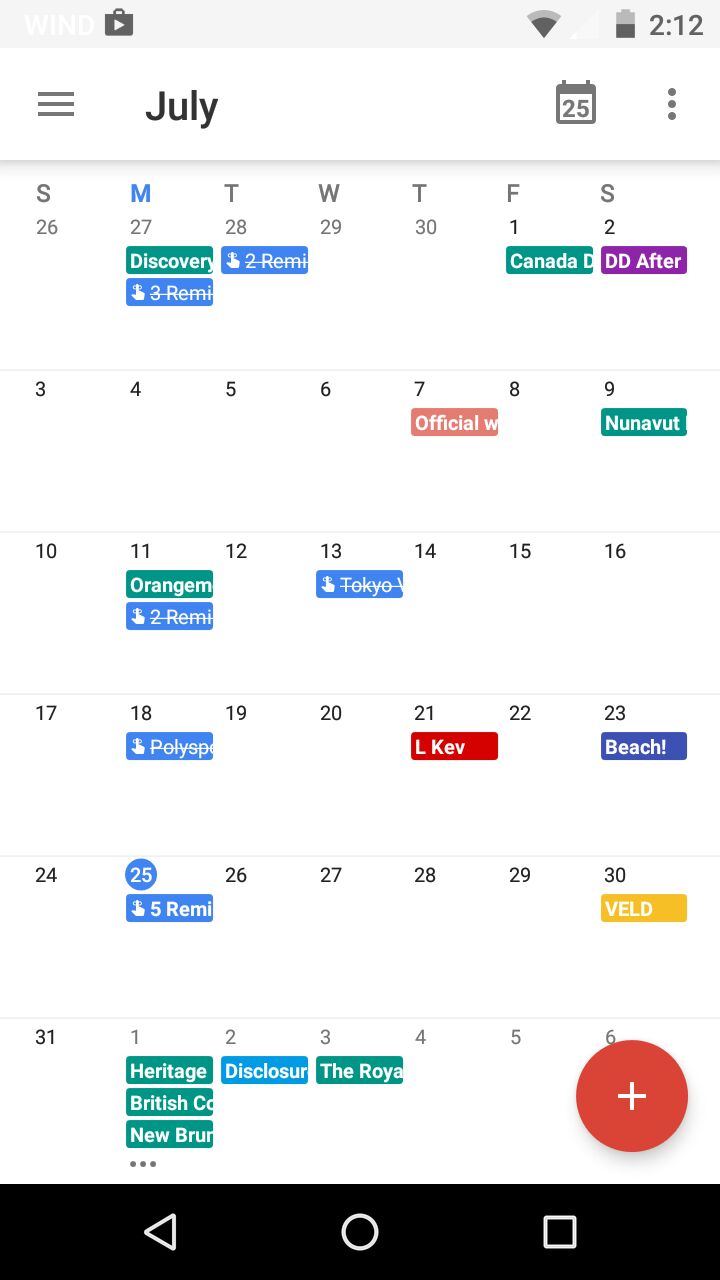 WIND 2:12
July 25
S M T W T F S
26 27 28 29 30 1 2
Discovery 2 Remi Canada D DD After
3 Remi
3 4 5 6 7 8 9
Official w Nunavut
10 11 12 13 14 15 16
Orangem Tokyo V
2 Remi
17 18 19 20 21 22 23
Polyspe L Kev Beach!
24 25 26 27 28 29 30
5 Remi VELD
31 1 2 3 4 5 6
Heritage Disclosur The Roya
British Co
New Brun